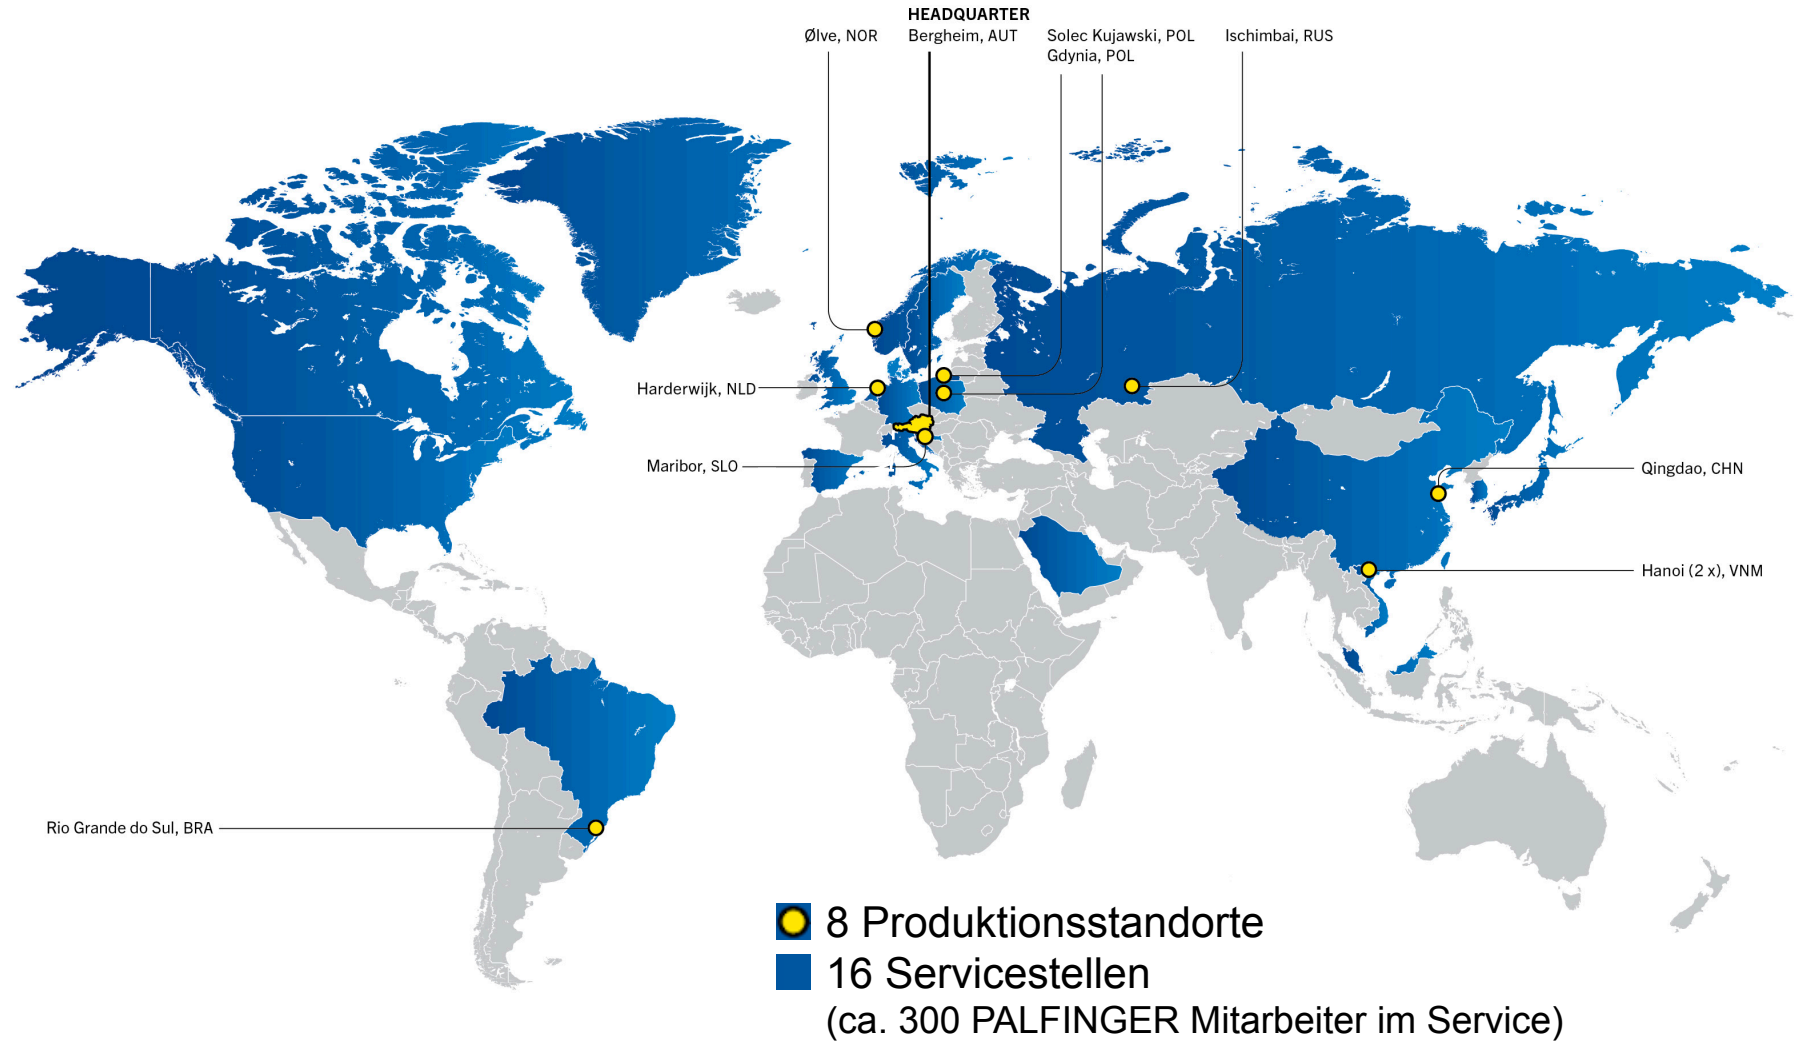 HEADQUARTER
Ølve, NOR
Bergheim, AUT
Solec Kujawski, POL
Gdynia, POL
Ischimbai, RUS
Harderwijk, NLD
Maribor, SLO
Qingdao, CHN
Hanoi (2 x), VNM
Rio Grande do Sul, BRA
8 Produktionsstandorte
16 Servicestellen
(ca. 300 PALFINGER Mitarbeiter im Service)